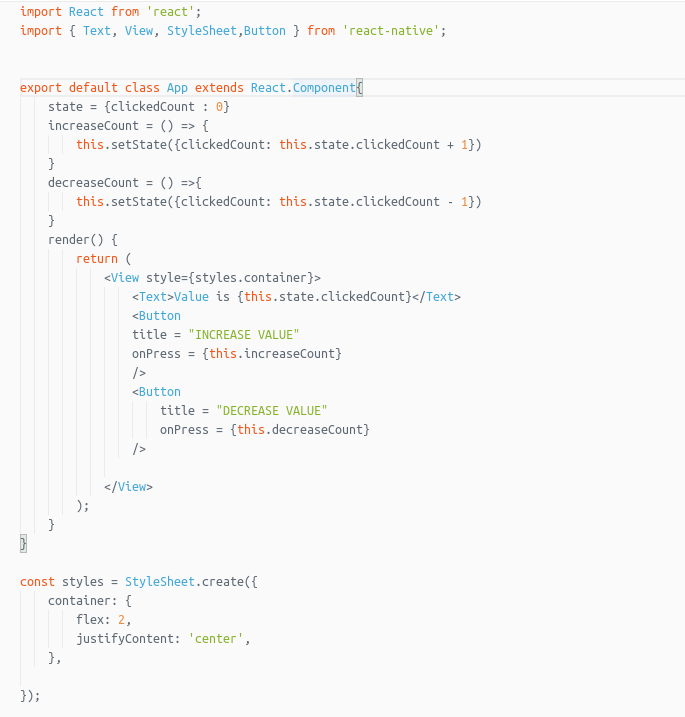 import React from 'react';
import { Text, View, StyleSheet,Button } from 'react-native';
export default class App extends React.Component{
    state = {clickedCount : 0}
    increaseCount = () => {
        this.setState({clickedCount: this.state.clickedCount + 1})
    }
    decreaseCount = () =>{
        this.setState({clickedCount: this.state.clickedCount - 1})
    }
    render() {
        return (
            <View style={styles.container}>
                <Text>Value is {this.state.clickedCount}</Text>
                <Button
                title = "INCREASE VALUE"
                onPress = {this.increaseCount}
                />
                <Button
                    title = "DECREASE VALUE"
                    onPress = {this.decreaseCount}
                />
            </View>
        );
    }
}
const styles = StyleSheet.create({
    container: {
        flex: 2,
        justifyContent: 'center',
    },
});